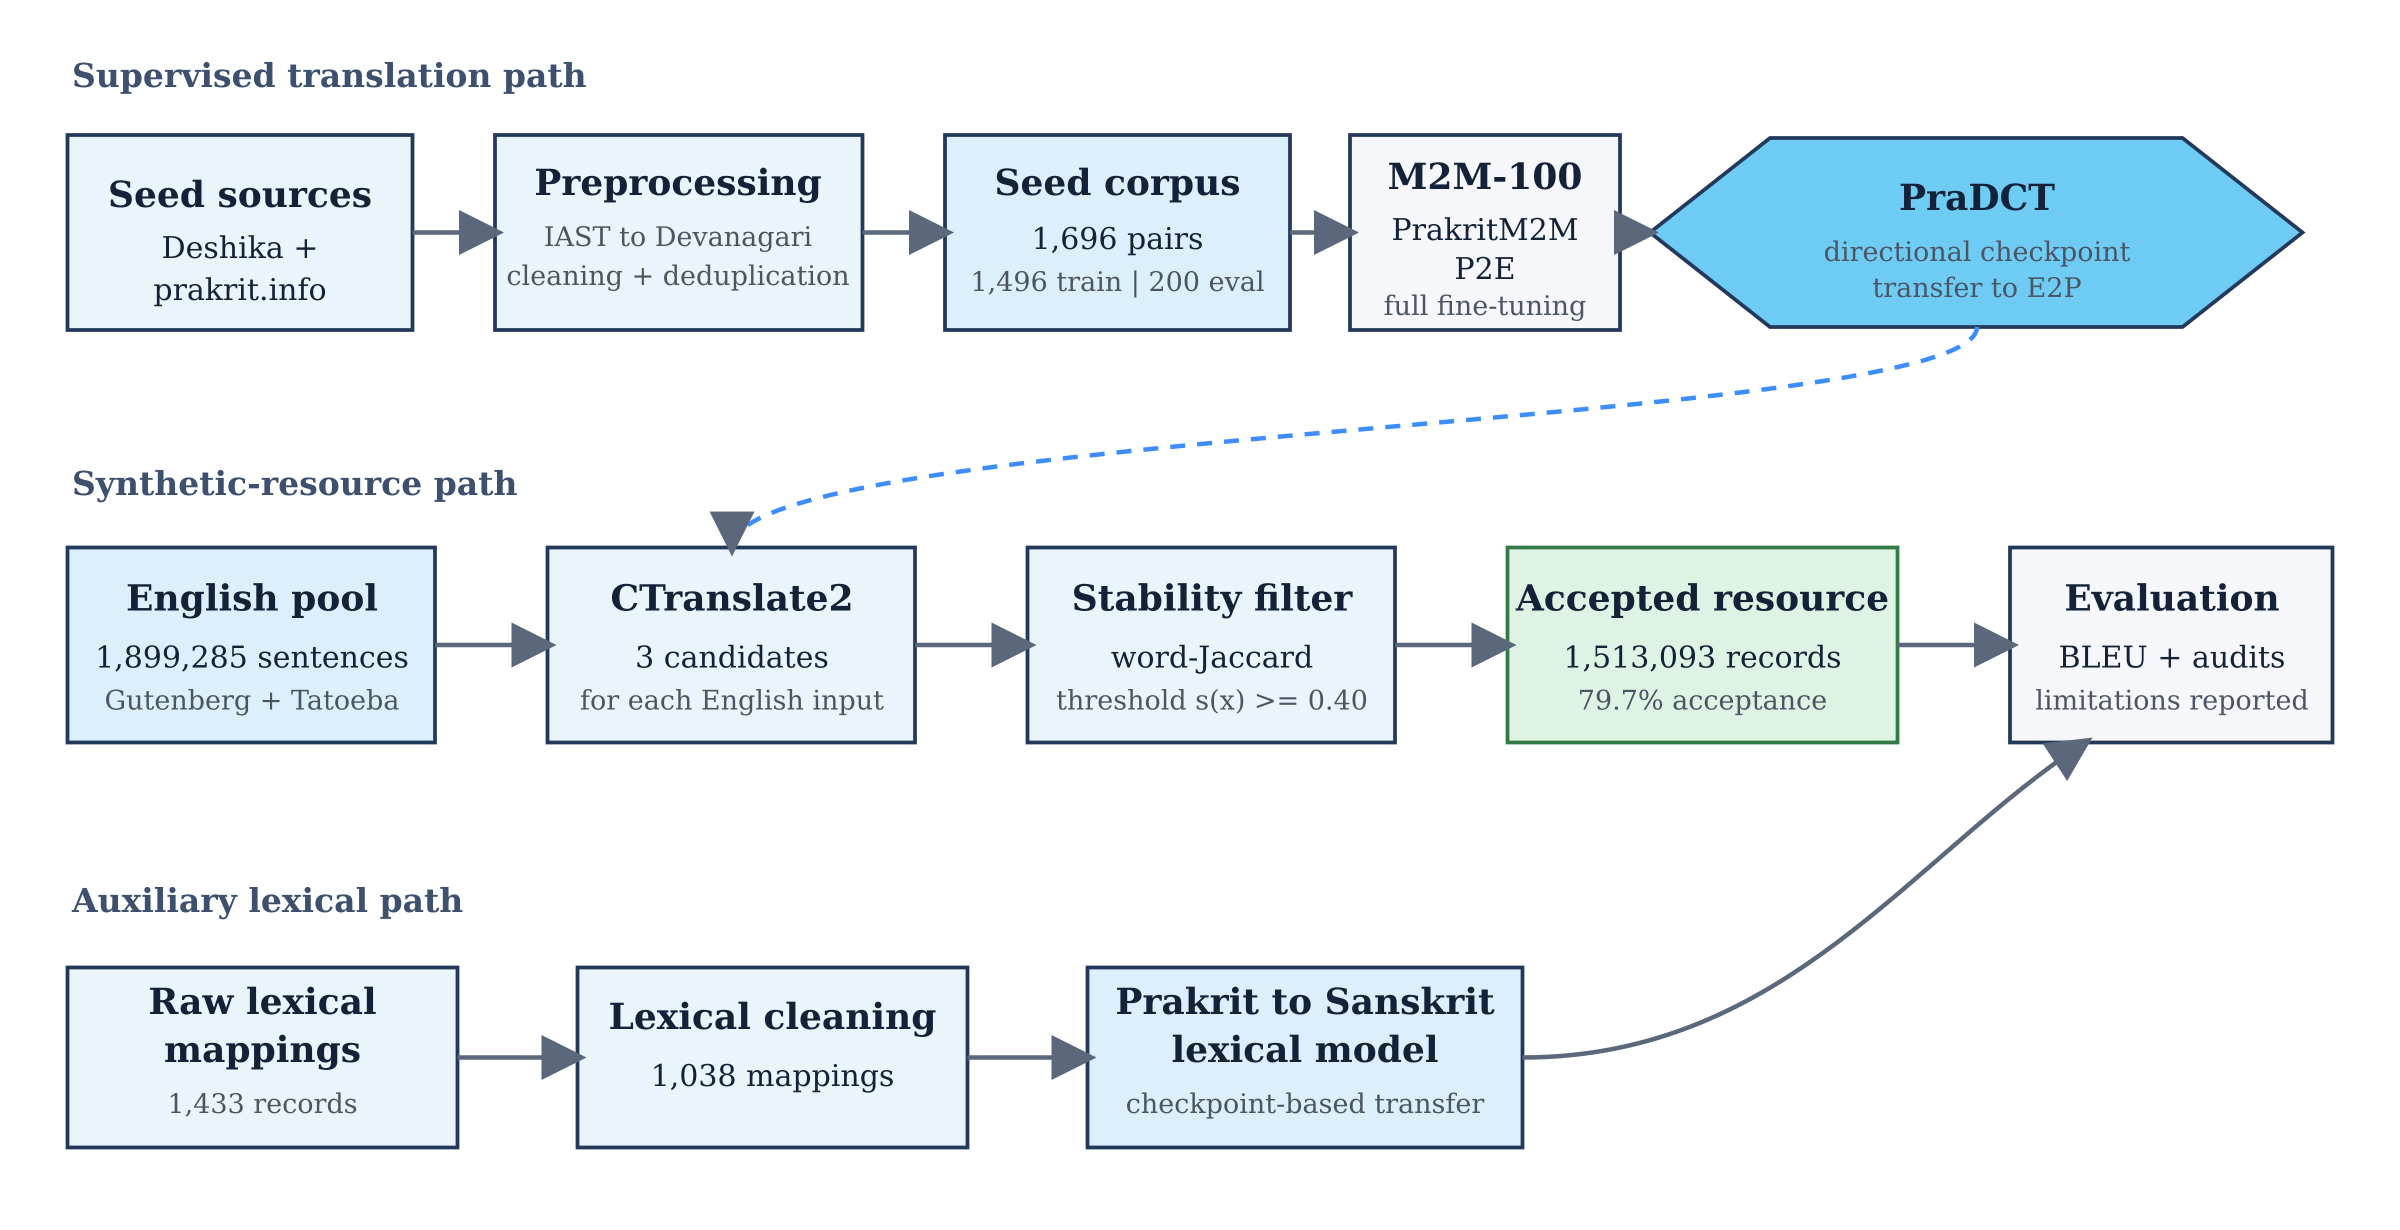 Supervised translation path
Seed sources
Deshika +
prakrit.info
Preprocessing
IAST to Devanagari
cleaning + deduplication
Seed corpus
1,696 pairs
1,496 train | 200 eval
M2M-100
PrakritM2M
P2E
full fine-tuning
PraDCT
directional checkpoint
transfer to E2P
Synthetic-resource path
English pool
1,899,285 sentences
Gutenberg + Tatoeba
CTranslate2
3 candidates
for each English input
Stability filter
word-Jaccard
threshold s(x) >= 0.40
Accepted resource
1,513,093 records
79.7% acceptance
Evaluation
BLEU + audits
limitations reported
Auxiliary lexical path
Raw lexical
mappings
1,433 records
Lexical cleaning
1,038 mappings
Prakrit to Sanskrit
lexical model
checkpoint-based transfer